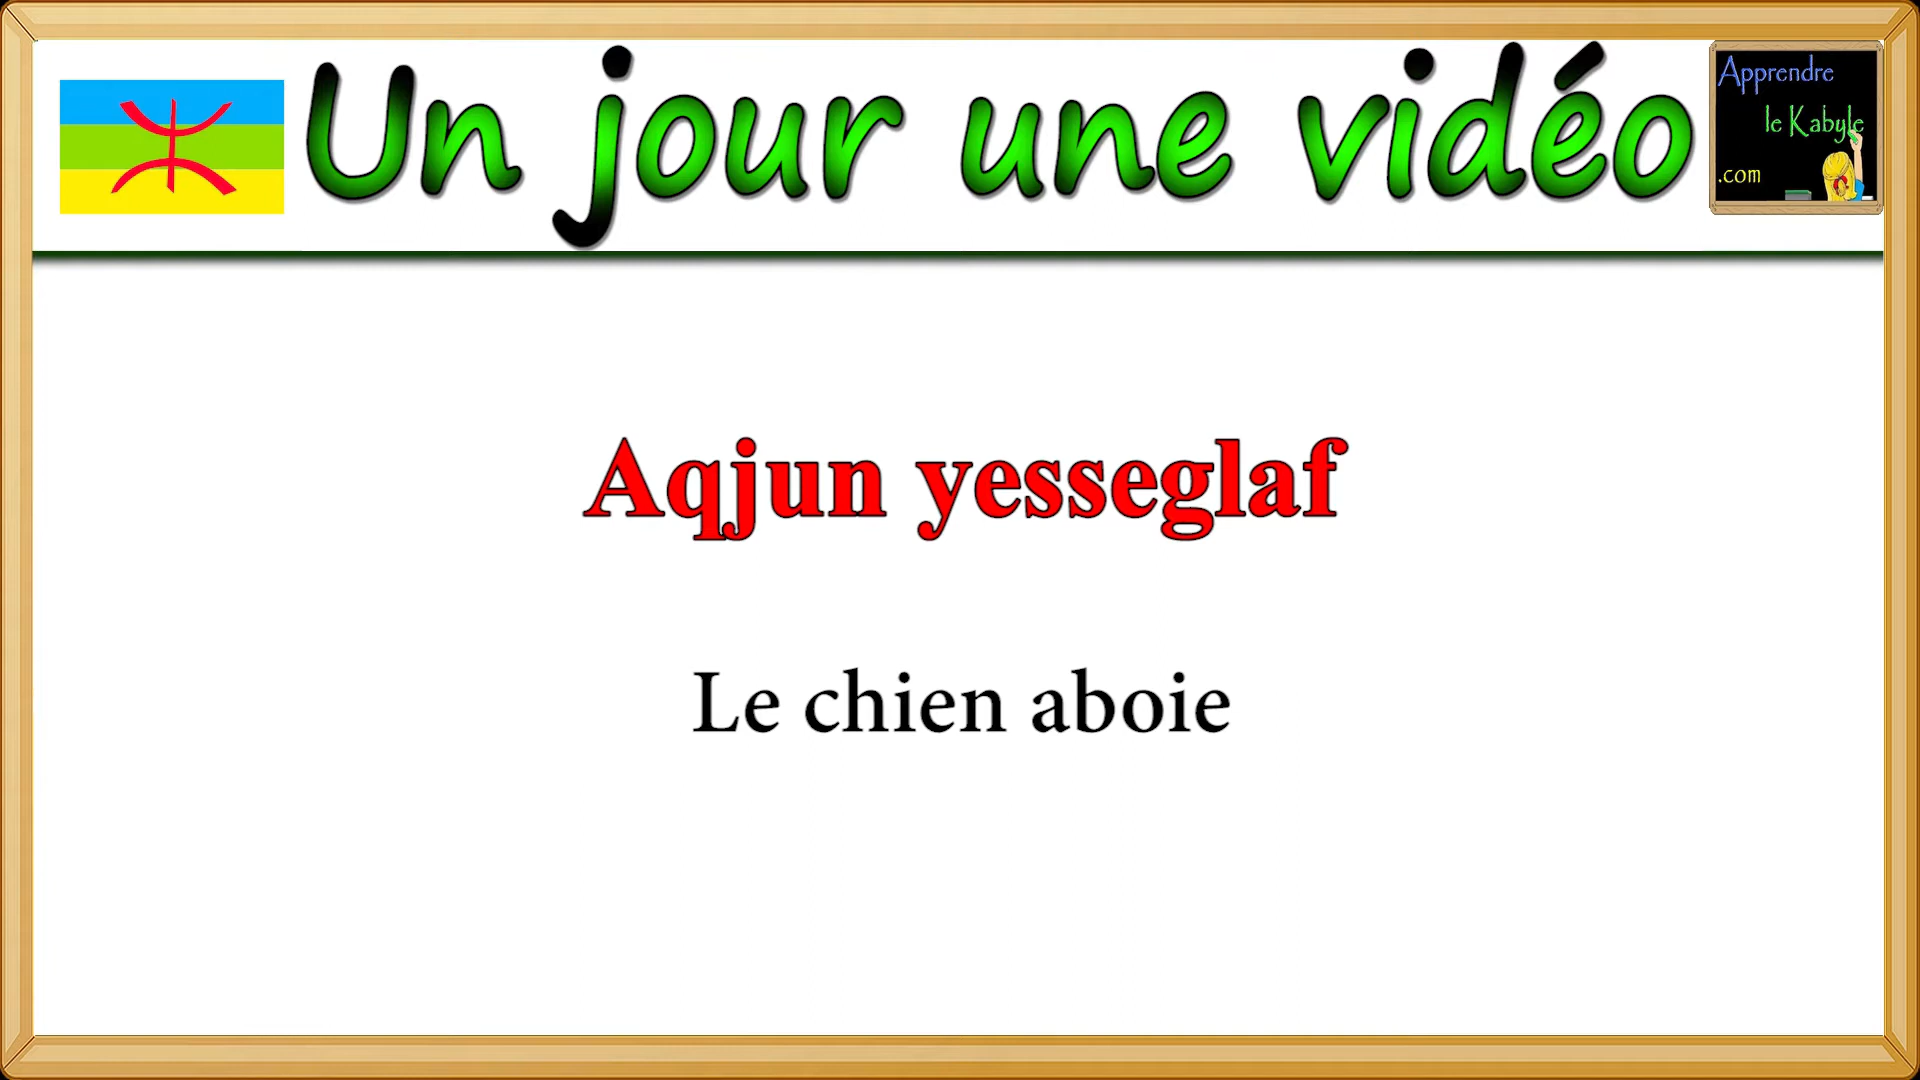 Un jour une vidéo
Apprendre
le Kabyle
.com
Aqjun yesseglaf
Le chien aboie